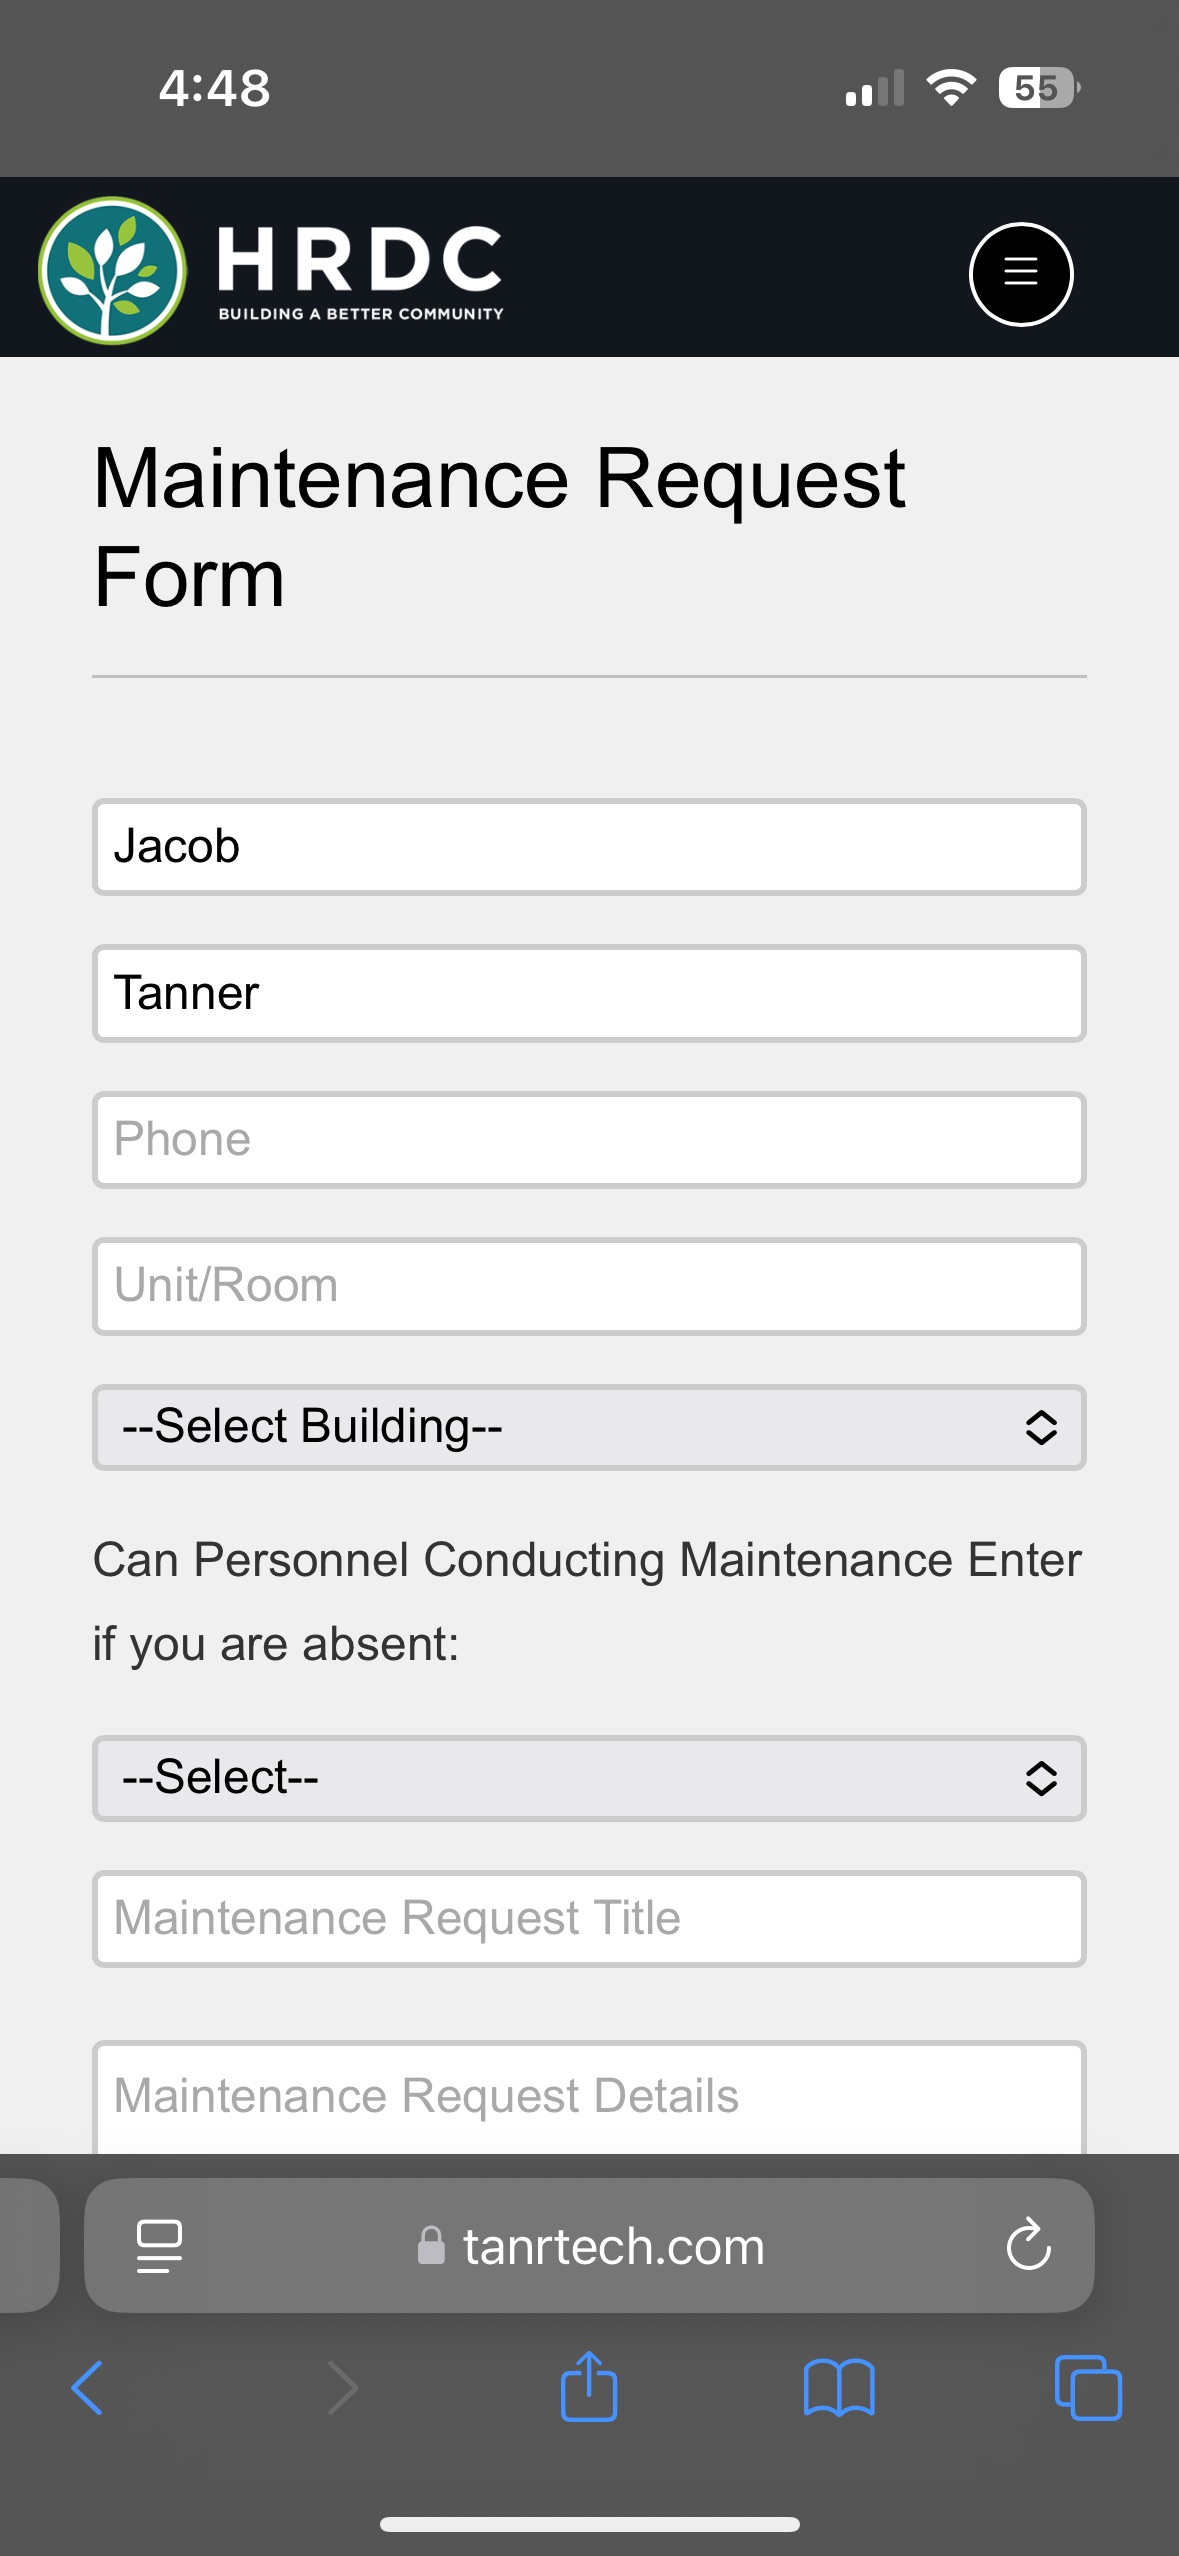 4:48
55
HRDC
BUILDING A BETTER COMMUNITY
Maintenance Request
Form
Jacob
Tanner
Phone
Unit/Room
--Select Building--
Can Personnel Conducting Maintenance Enter
if you are absent:
--Select--
Maintenance Request Title
Maintenance Request Details
tanrtech.com